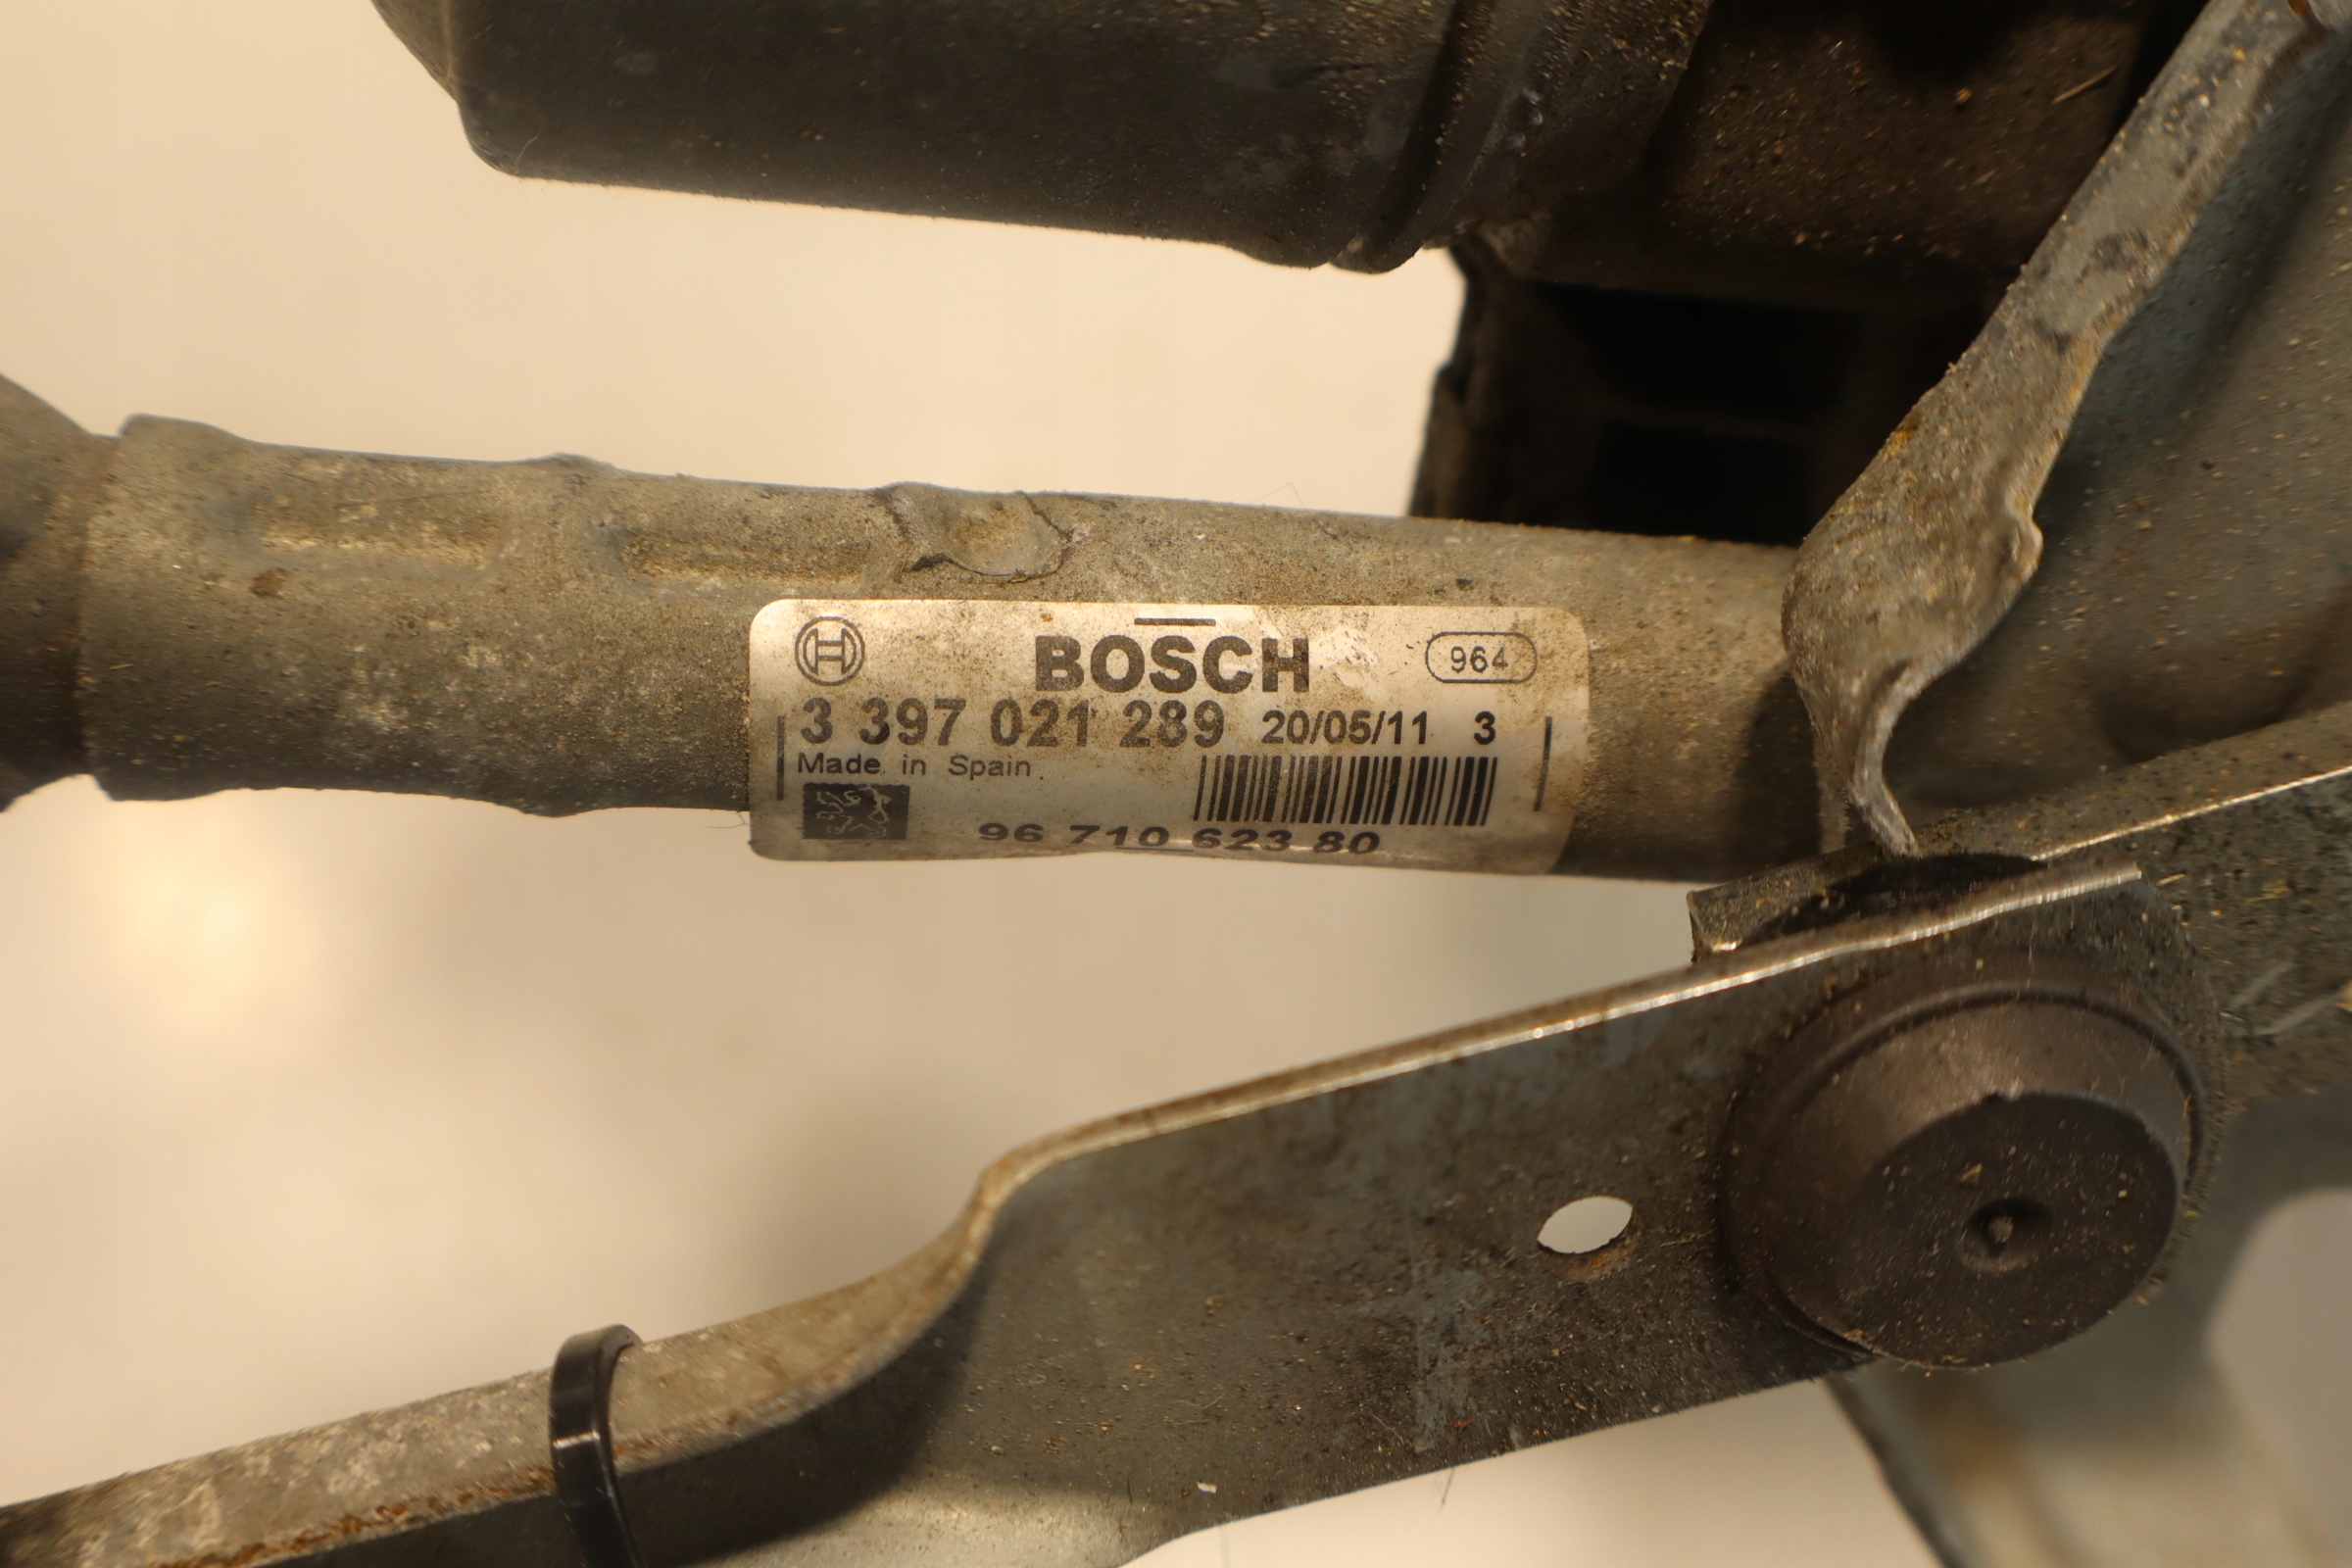 BOSCH 964
3 397 021 289 20/05/11 3
Made in Spain
96 710 623 80